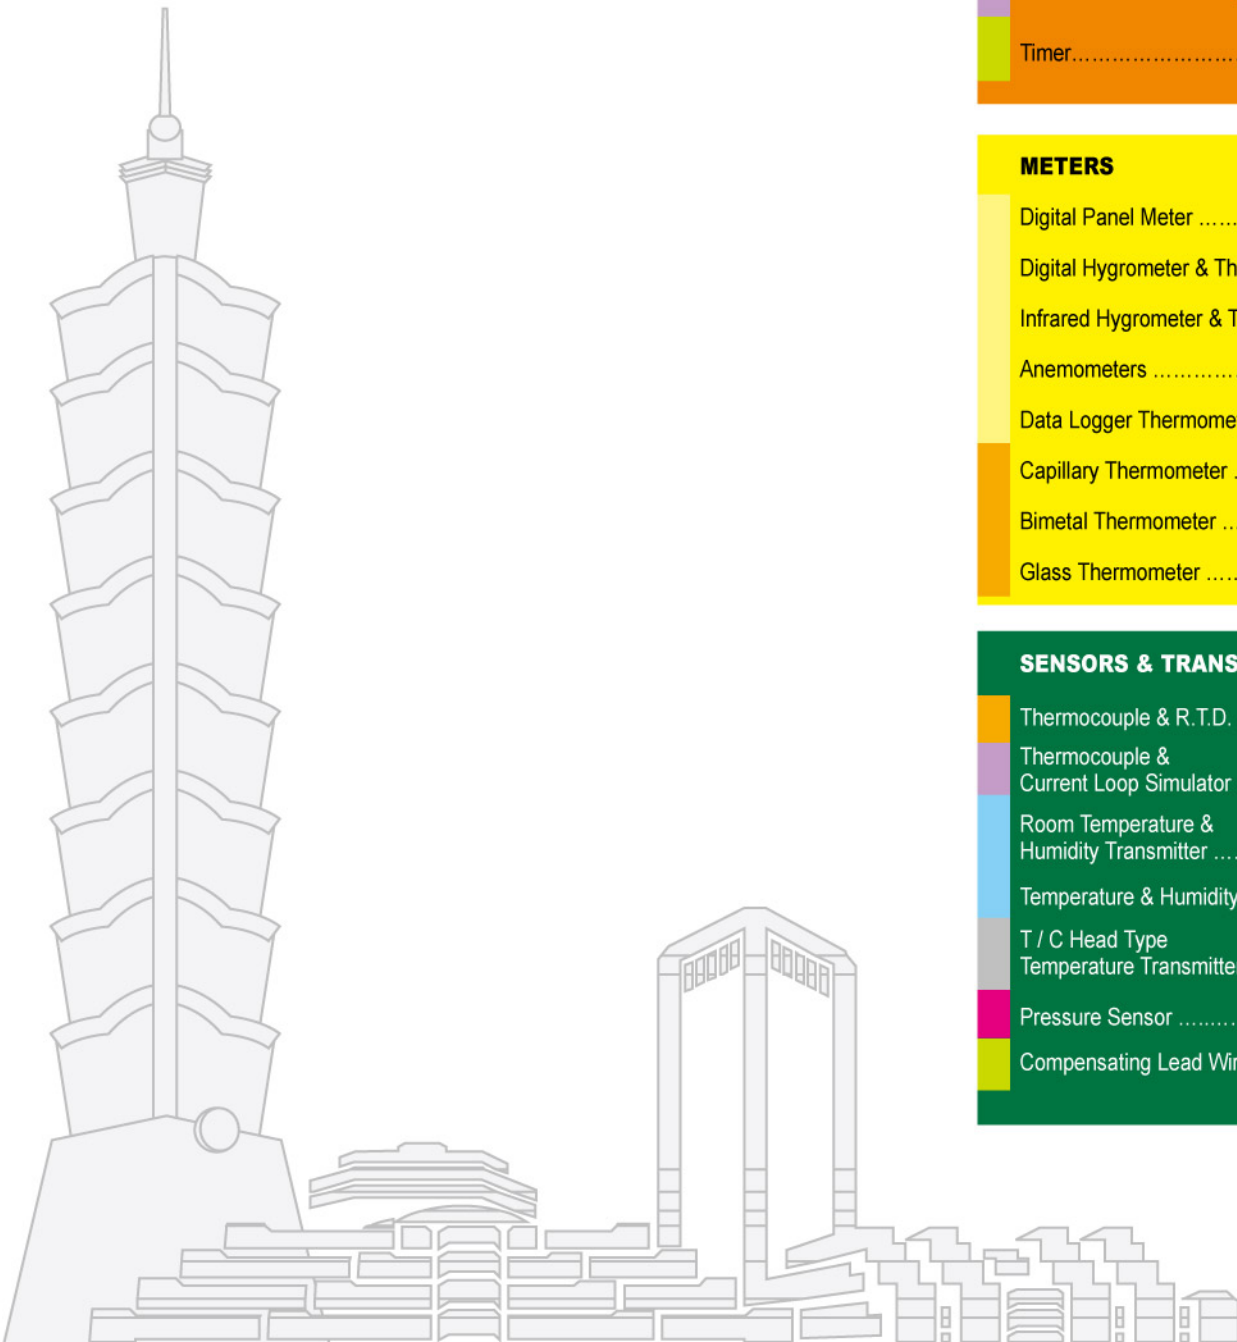 Timer……………………
METERS
Digital Panel Meter ……
Digital Hygrometer &
Infrared Hygrometer &
Anemometers …………
Data Logger
Capillary Thermometer .
Bimetal Thermometer …
Glass Thermometer ……
SENSORS &
Thermocouple & R.T.D.
Thermocouple &
Current Loop Simulator
Room Temperature &
Humidity Transmitter ….
Temperature & Humidity
T / C Head Type
Temperature
Pressure Sensor ………
Compensating Lead